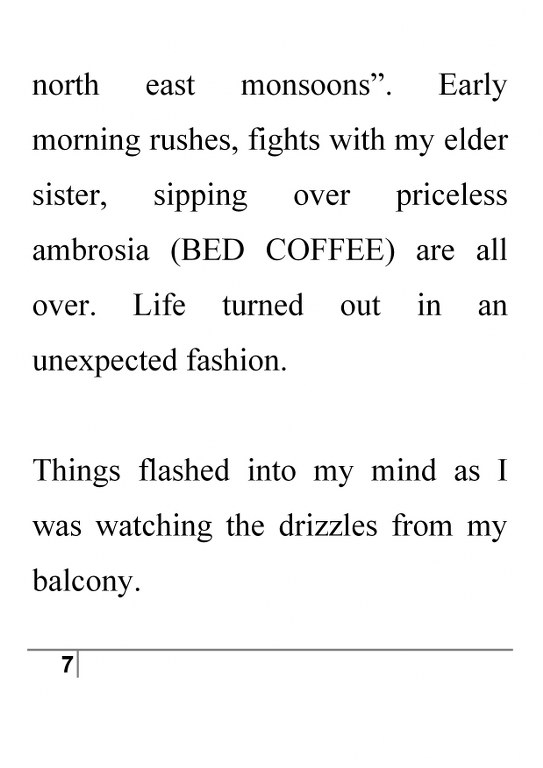 north east monsoons”. Early
morning rushes, fights with my elder
sister, sipping over priceless
ambrosia (BED COFFEE) are all
over. Life turned out in an
unexpected fashion.
Things flashed into my mind as I
was watching the drizzles from my
balcony.
7